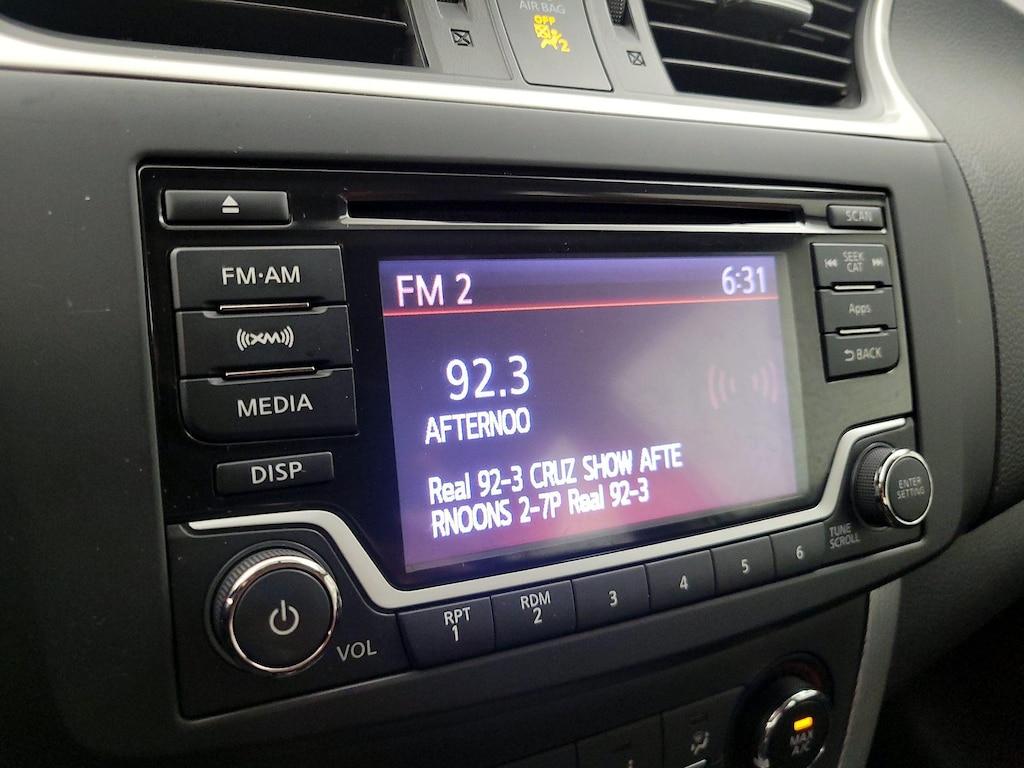 AIR BAG
OFF
2
SCAN
FM·AM
SEEK
CAT
XM
Apps
MEDIA
BACK
DISP
FM 2 6:31
92.3
AFTERNOO
Real 92-3 CRUZ SHOW AFTE
RNOONS 2-7P Real 92-3
ENTER
SETTING
TUNE
SCROLL
VOL
RPT
1
RDM
2
3
4
5
6
MAX
A/C